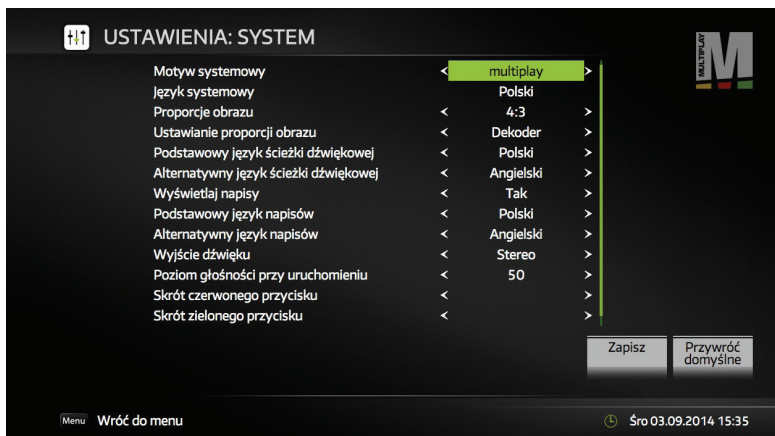 USTAWIENIA: SYSTEM
MULTIPLAY
M
Motyw systemowy < multiplay >
Język systemowy Polski
Proporcje obrazu < 4:3 >
Ustawianie proporcji obrazu < Dekoder >
Podstawowy język ścieżki dźwiękowej < Polski >
Alternatywny język ścieżki dźwiękowej < Angielski >
Wyświetlaj napisy < Tak >
Podstawowy język napisów < Polski >
Alternatywny język napisów < Angielski >
Wyjście dźwięku < Stereo >
Poziom głośności przy uruchomieniu < 50 >
Skrót czerwonego przycisku < >
Skrót zielonego przycisku < >
Zapisz
Przywróć
domyślne
Menu Wróć do menu
Śro 03.09.2014 15:35